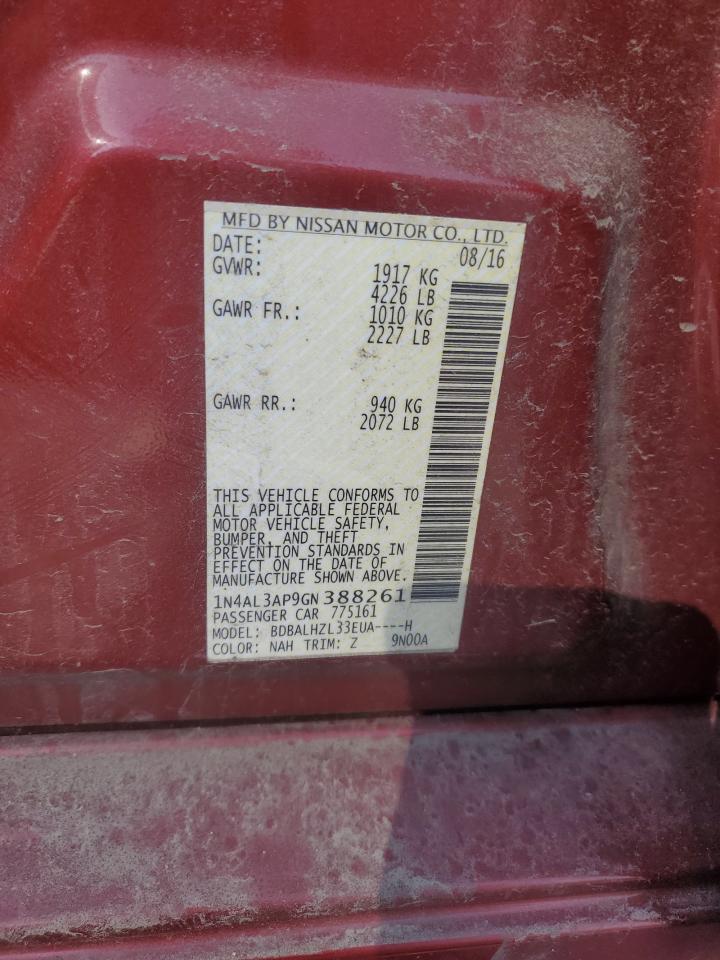 MFD BY NISSAN MOTOR CO., LTD.
DATE: 08/16
GVWR: 1917 KG
4226 LB
GAWR FR.: 1010 KG
2227 LB
GAWR RR.: 940 KG
2072 LB
THIS VEHICLE CONFORMS TO
ALL APPLICABLE FEDERAL
MOTOR VEHICLE SAFETY,
BUMPER, AND THEFT
PREVENTION STANDARDS IN
EFFECT ON THE DATE OF
MANUFACTURE SHOWN ABOVE.
1N4AL3AP9GN388261
PASSENGER CAR 775161
MODEL: BDBALHZL33EUA----H
COLOR: NAH TRIM: Z 9N00A